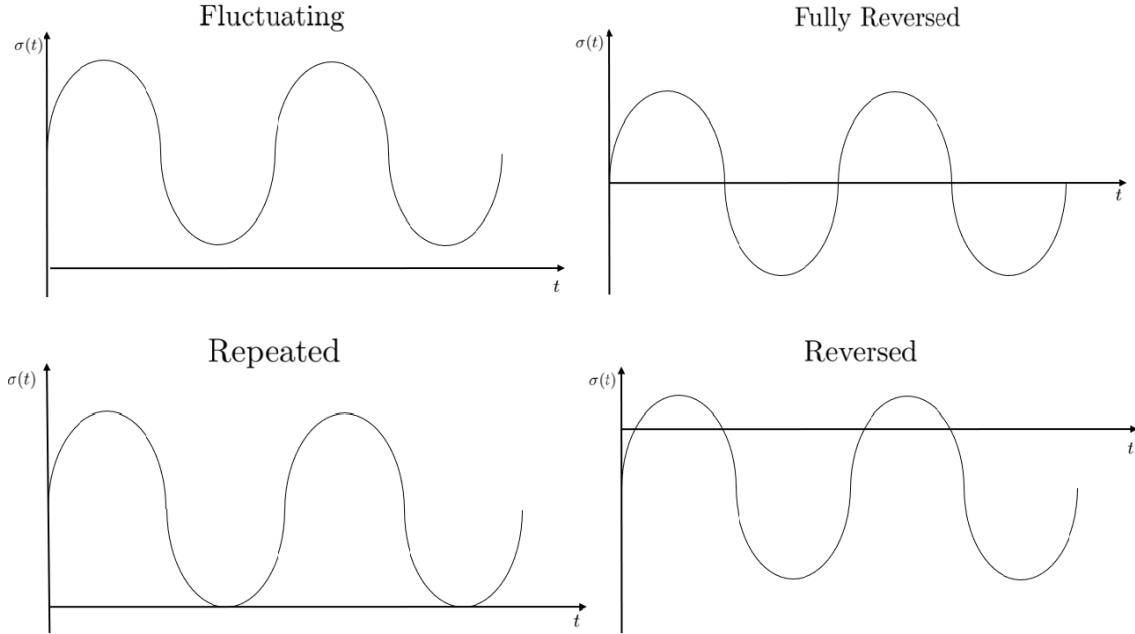 Fluctuating
σ(t)
t
Fully Reversed
σ(t)
t
Repeated
σ(t)
t
Reversed
σ(t)
t